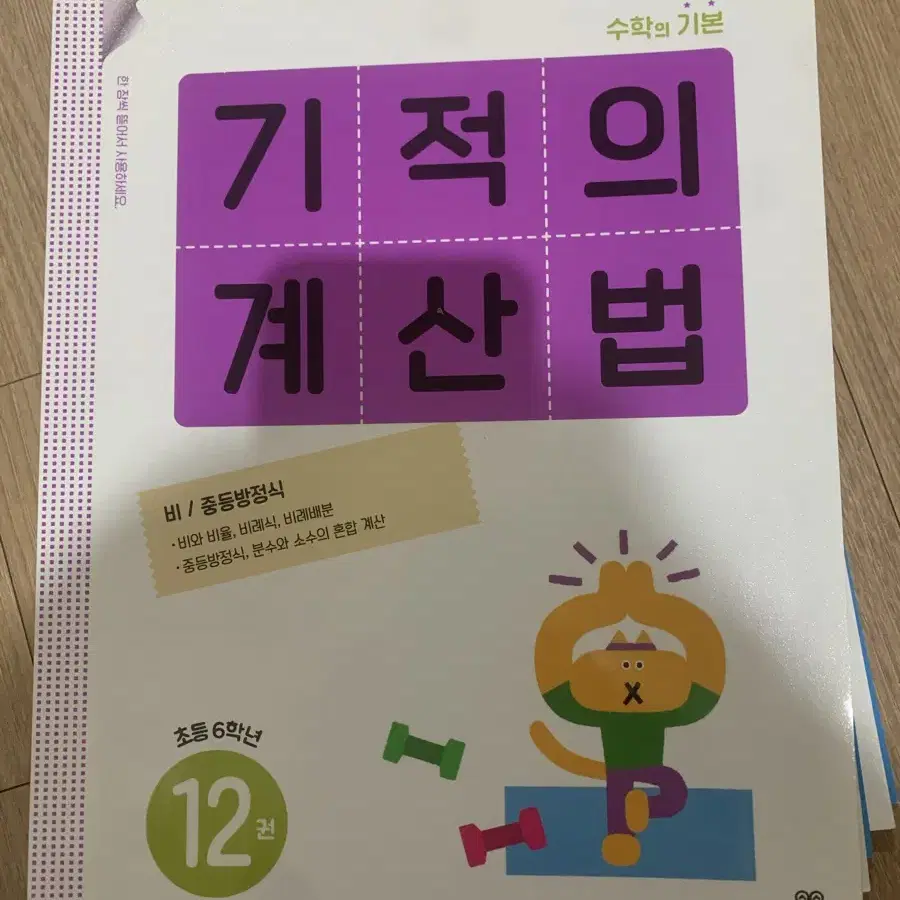 수학의 기본
한 장씩 뜯어서 사용하세요.
기적의
계산법
비 / 중등방정식
· 비와 비율, 비례식, 비례배분
· 중등방정식, 분수와 소수의 혼합 계산
초등 6학년
12권